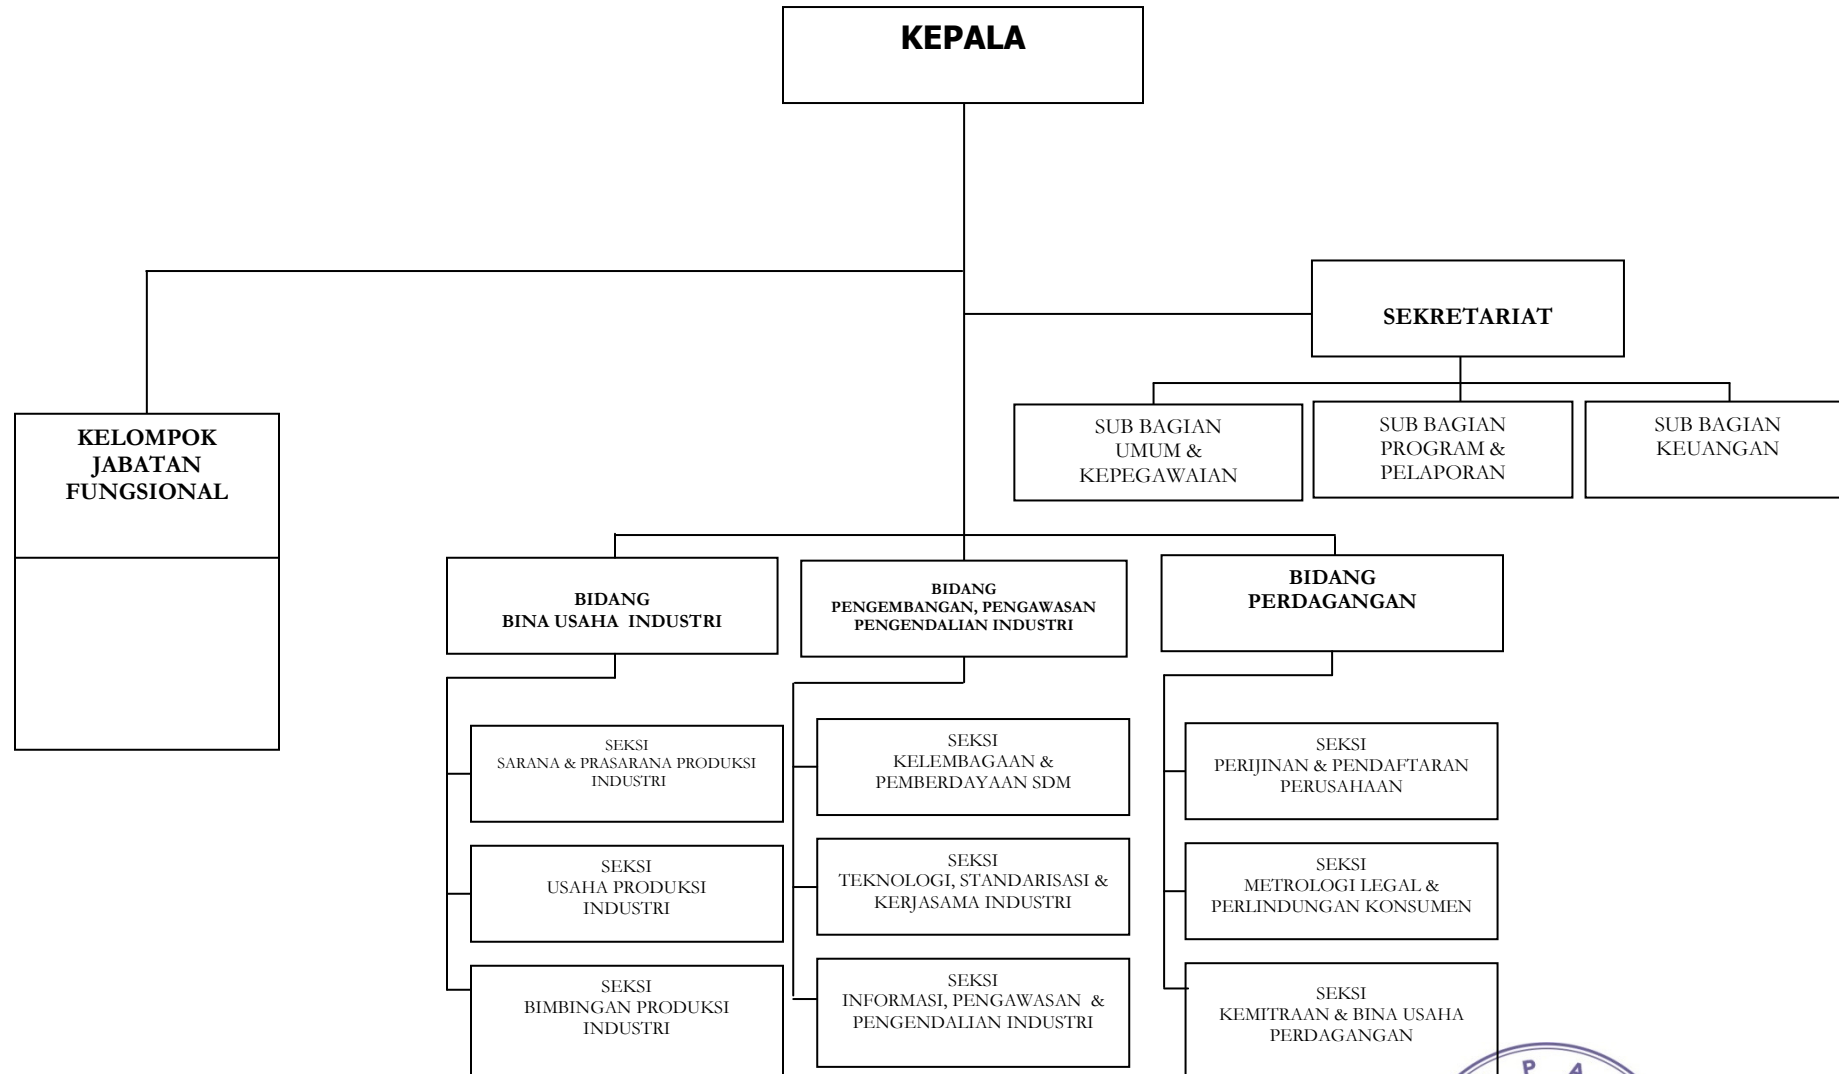 KEPALA
SEKRETARIAT
KELOMPOK
JABATAN
FUNGSIONAL
SUB BAGIAN
UMUM &
KEPEGAWAIAN
SUB BAGIAN
PROGRAM &
PELAPORAN
SUB BAGIAN
KEUANGAN
BIDANG
BINA USAHA  INDUSTRI
BIDANG
PENGEMBANGAN, PENGAWASAN
PENGENDALIAN INDUSTRI
BIDANG
PERDAGANGAN
SEKSI
SARANA & PRASARANA PRODUKSI
INDUSTRI
SEKSI
USAHA PRODUKSI
INDUSTRI
SEKSI
BIMBINGAN PRODUKSI
INDUSTRI
SEKSI
KELEMBAGAAN &
PEMBERDAYAAN SDM
SEKSI
TEKNOLOGI, STANDARISASI &
KERJASAMA INDUSTRI
SEKSI
INFORMASI, PENGAWASAN  &
PENGENDALIAN INDUSTRI
SEKSI
PERIJINAN & PENDAFTARAN
PERUSAHAAN
SEKSI
METROLOGI LEGAL &
PERLINDUNGAN KONSUMEN
SEKSI
KEMITRAAN & BINA USAHA
PERDAGANGAN
P A